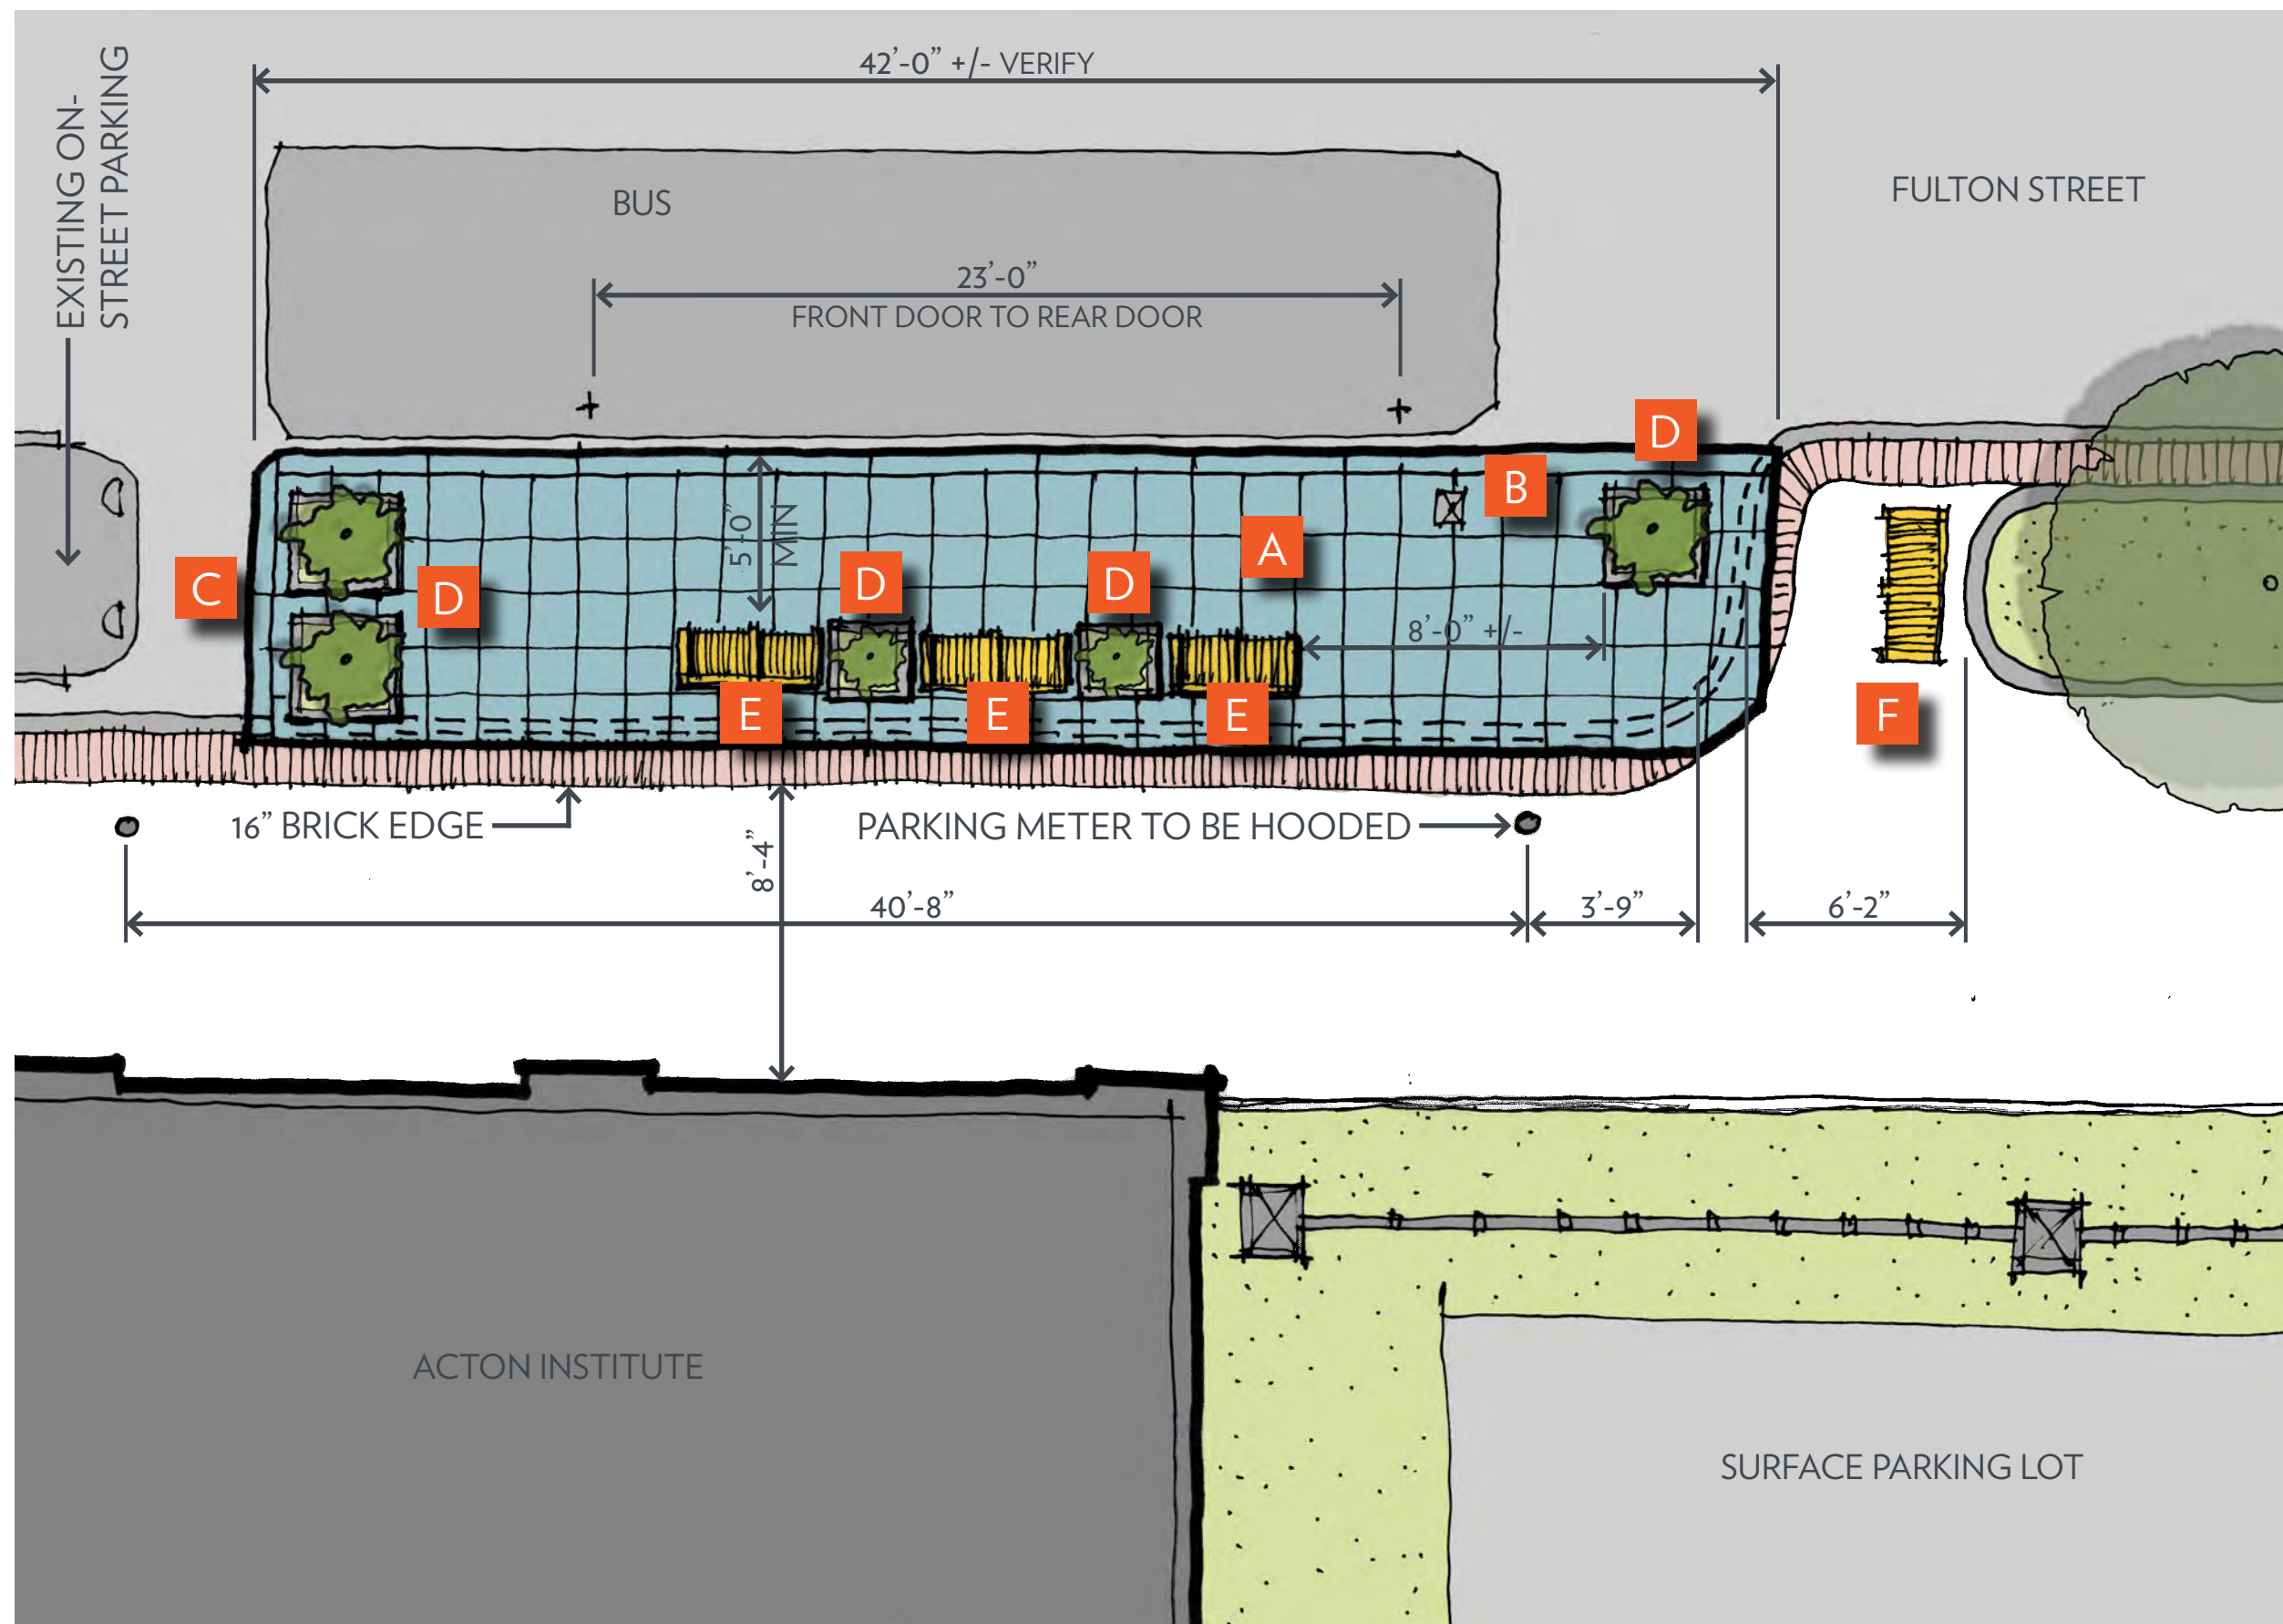 42’-0” +/- VERIFY
EXISTING ON-
STREET PARKING
BUS
FULTON STREET
23’-0”
FRONT DOOR TO REAR DOOR
D
B
5’-0”
MIN
A
C
D
D
D
8’-0” +/-
E
E
E
F
16” BRICK EDGE
PARKING METER TO BE HOODED
8’-4”
40’-8”
3’-9”
6’-2”
ACTON INSTITUTE
SURFACE PARKING LOT